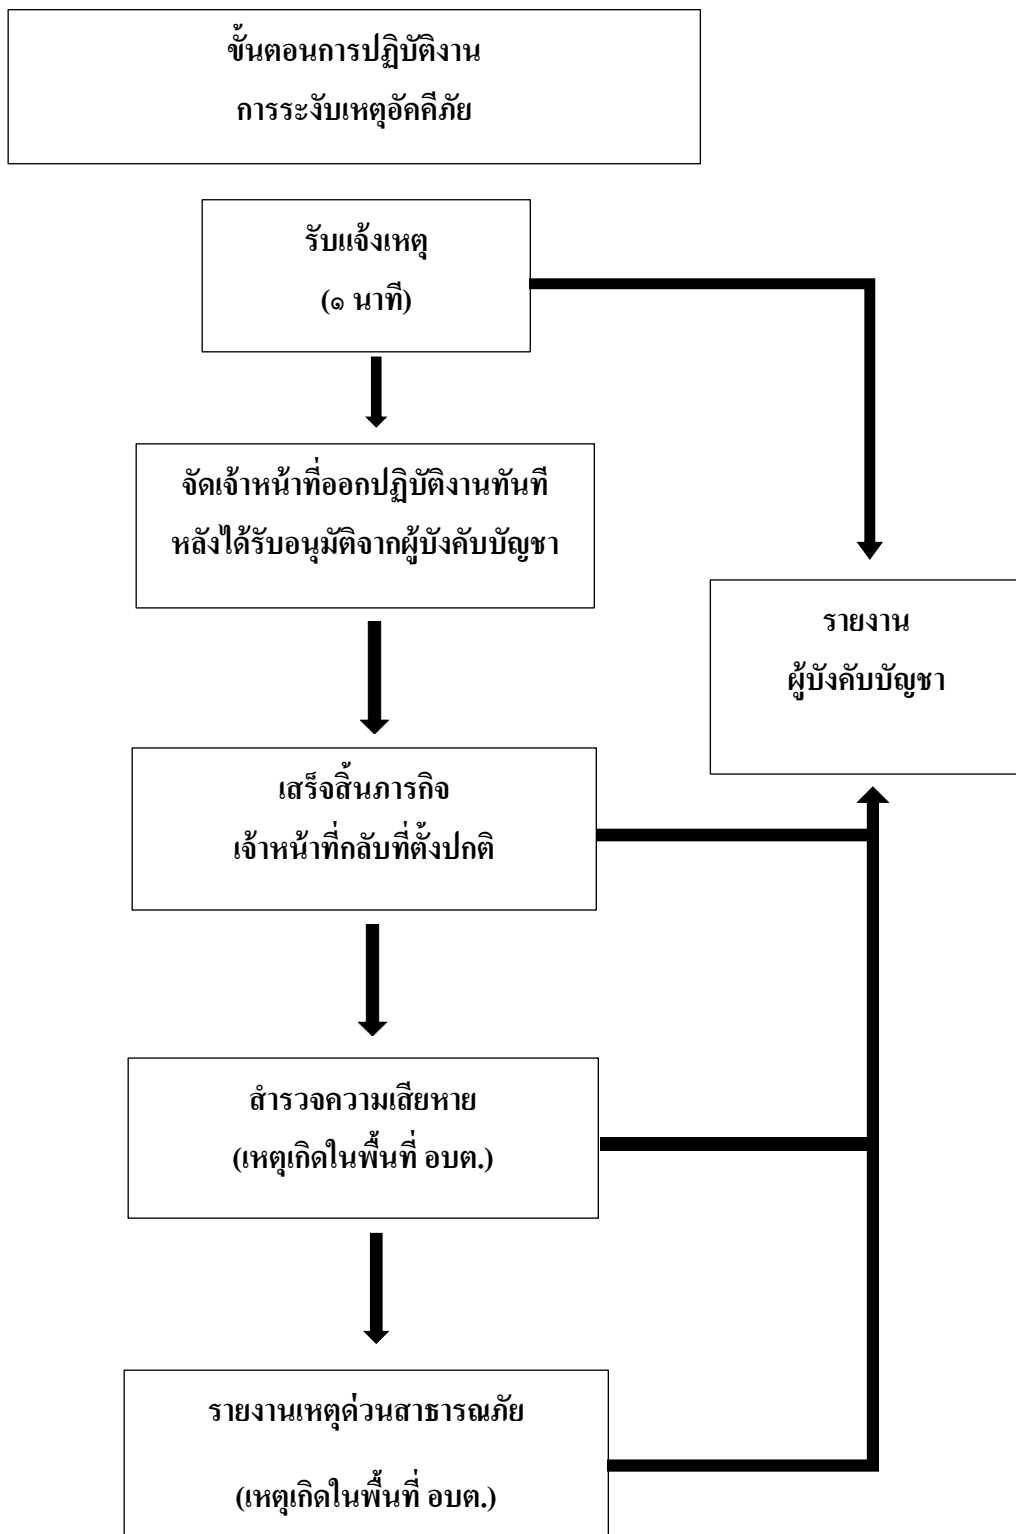 ขั้นตอนการปฏิบัติงาน
การระงับเหตุอัคคีภัย
รับแจ้งเหตุ
(๑ นาที)
จัดเจ้าหน้าที่ออกปฏิบัติงานทันที
หลังได้รับอนุมัติจากผู้บังคับบัญชา
รายงาน
ผู้บังคับบัญชา
เสร็จสิ้นภารกิจ
เจ้าหน้าที่กลับที่ตั้งปกติ
สำรวจความเสียหาย
(เหตุเกิดในพื้นที่ อบต.)
รายงานเหตุด่วนสาธารณภัย
(เหตุเกิดในพื้นที่ อบต.)